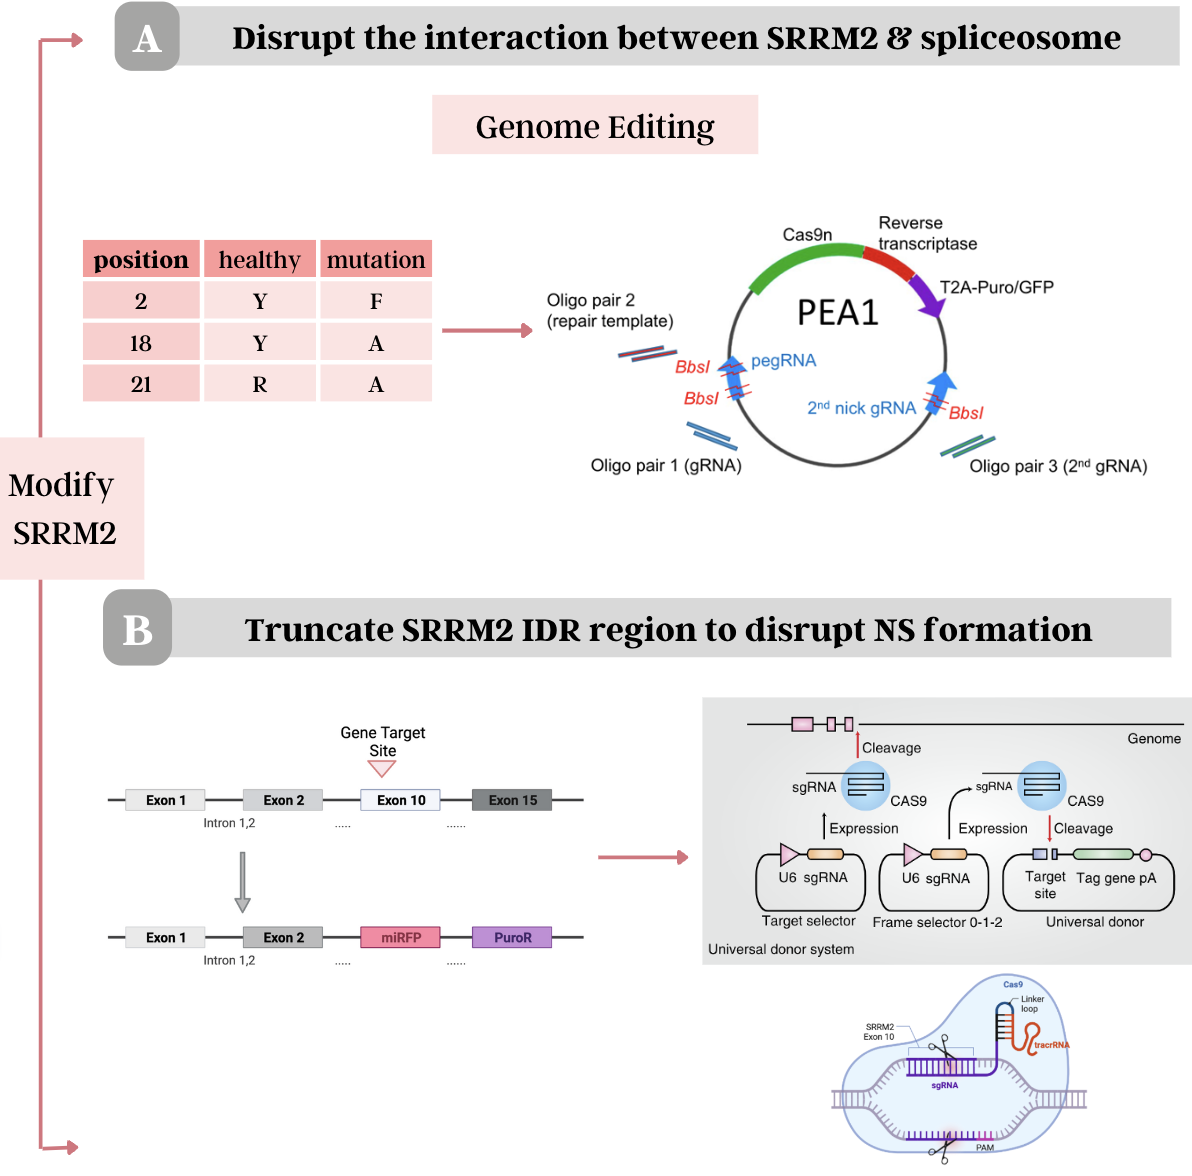 A
Disrupt the interaction between SRRM2 & spliceosome
Genome Editing
position healthy mutation
2 Y F
18 Y A
21 R A
Cas9n
Reverse
transcriptase
T2A-Puro/GFP
PEA1
Oligo pair 2
(repair template)
BbsI
pegRNA
BbsI
2nd nick gRNA
BbsI
Oligo pair 1 (gRNA)
Oligo pair 3 (2nd gRNA)
Modify
SRRM2
B
Truncate SRRM2 IDR region to disrupt NS formation
Gene Target
Site
Exon 1 Exon 2 Exon 10 Exon 15
Intron 1,2 ..... ......
Exon 1 Exon 2 miRFP PuroR
Intron 1,2 ..... ......
Genome
Cleavage
sgRNA
CAS9
sgRNA
CAS9
Expression
Expression
Cleavage
U6 sgRNA
U6 sgRNA
Target
site
Tag gene pA
Target selector
Frame selector 0-1-2
Universal donor
Universal donor system
Cas9
Linker
loop
SRRM2
Exon 10
tracrRNA
sgRNA
PAM